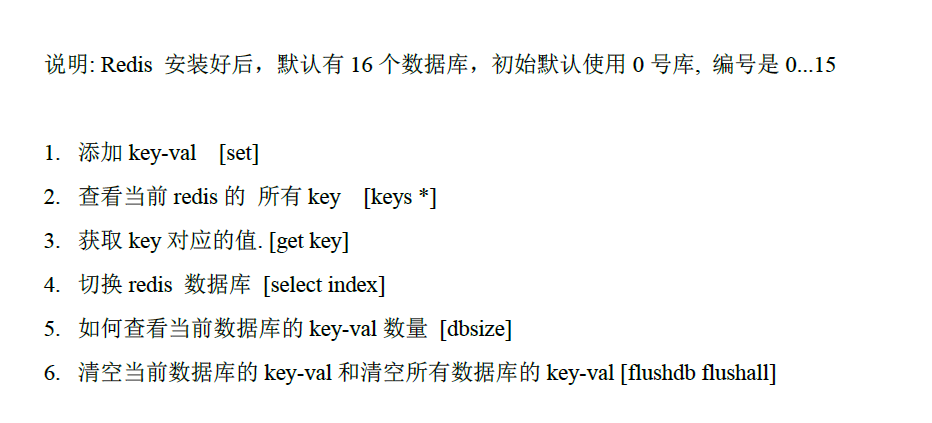 说明: Redis 安装好后，默认有 16 个数据库，初始默认使用 0 号库, 编号是 0...15
1. 添加 key-val [set]
2. 查看当前 redis 的 所有 key [keys *]
3. 获取 key 对应的值. [get key]
4. 切换 redis 数据库 [select index]
5. 如何查看当前数据库的 key-val 数量 [dbsize]
6. 清空当前数据库的 key-val 和清空所有数据库的 key-val [flushdb flushall]